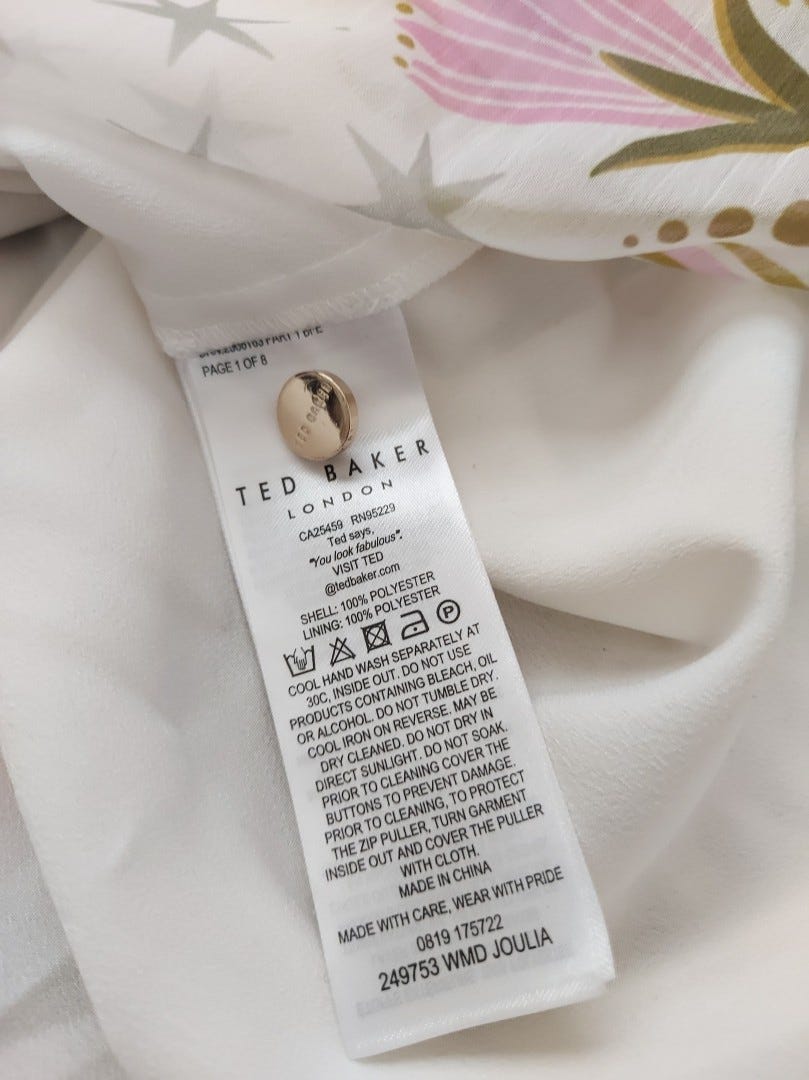 PART 1 OF
PAGE 1 OF 8
TED BAKER
TED BAKER
LONDON
CA25459 RN95229
Ted says,
"You look fabulous".
VISIT TED
@tedbaker.com
SHELL: 100% POLYESTER
LINING: 100% POLYESTER
P
COOL HAND WASH SEPARATELY AT
30C, INSIDE OUT. DO NOT USE
PRODUCTS CONTAINING BLEACH, OIL
OR ALCOHOL. DO NOT TUMBLE DRY.
COOL IRON ON REVERSE. MAY BE
DRY CLEANED. DO NOT DRY IN
DIRECT SUNLIGHT. DO NOT SOAK.
PRIOR TO CLEANING COVER THE
BUTTONS TO PREVENT DAMAGE.
PRIOR TO CLEANING, TO PROTECT
THE ZIP PULLER, TURN GARMENT
INSIDE OUT AND COVER THE PULLER
WITH CLOTH.
MADE IN CHINA
MADE WITH CARE, WEAR WITH PRIDE
0819 175722
249753 WMD JOULIA